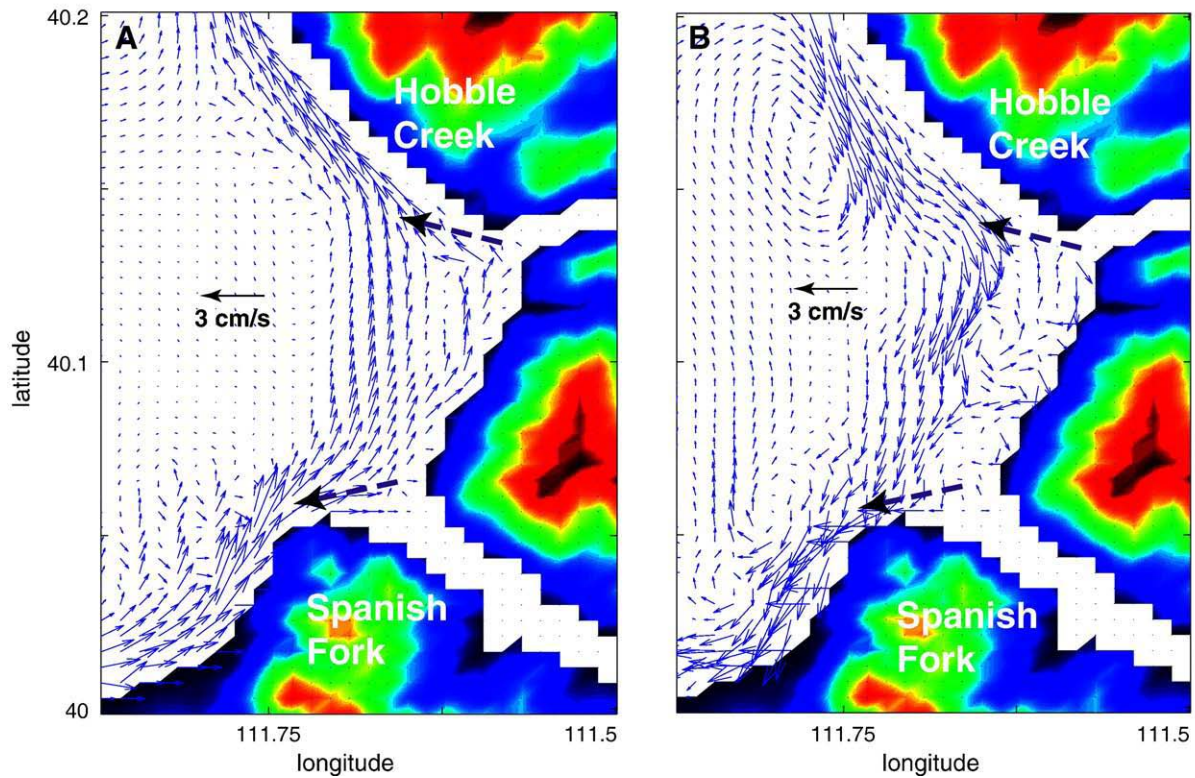 40.2
A
B
Hobble
Creek
Hobble
Creek
3 cm/s
3 cm/s
latitude
40.1
Spanish
Fork
Spanish
Fork
40
111.75
111.5
111.75
111.5
longitude
longitude